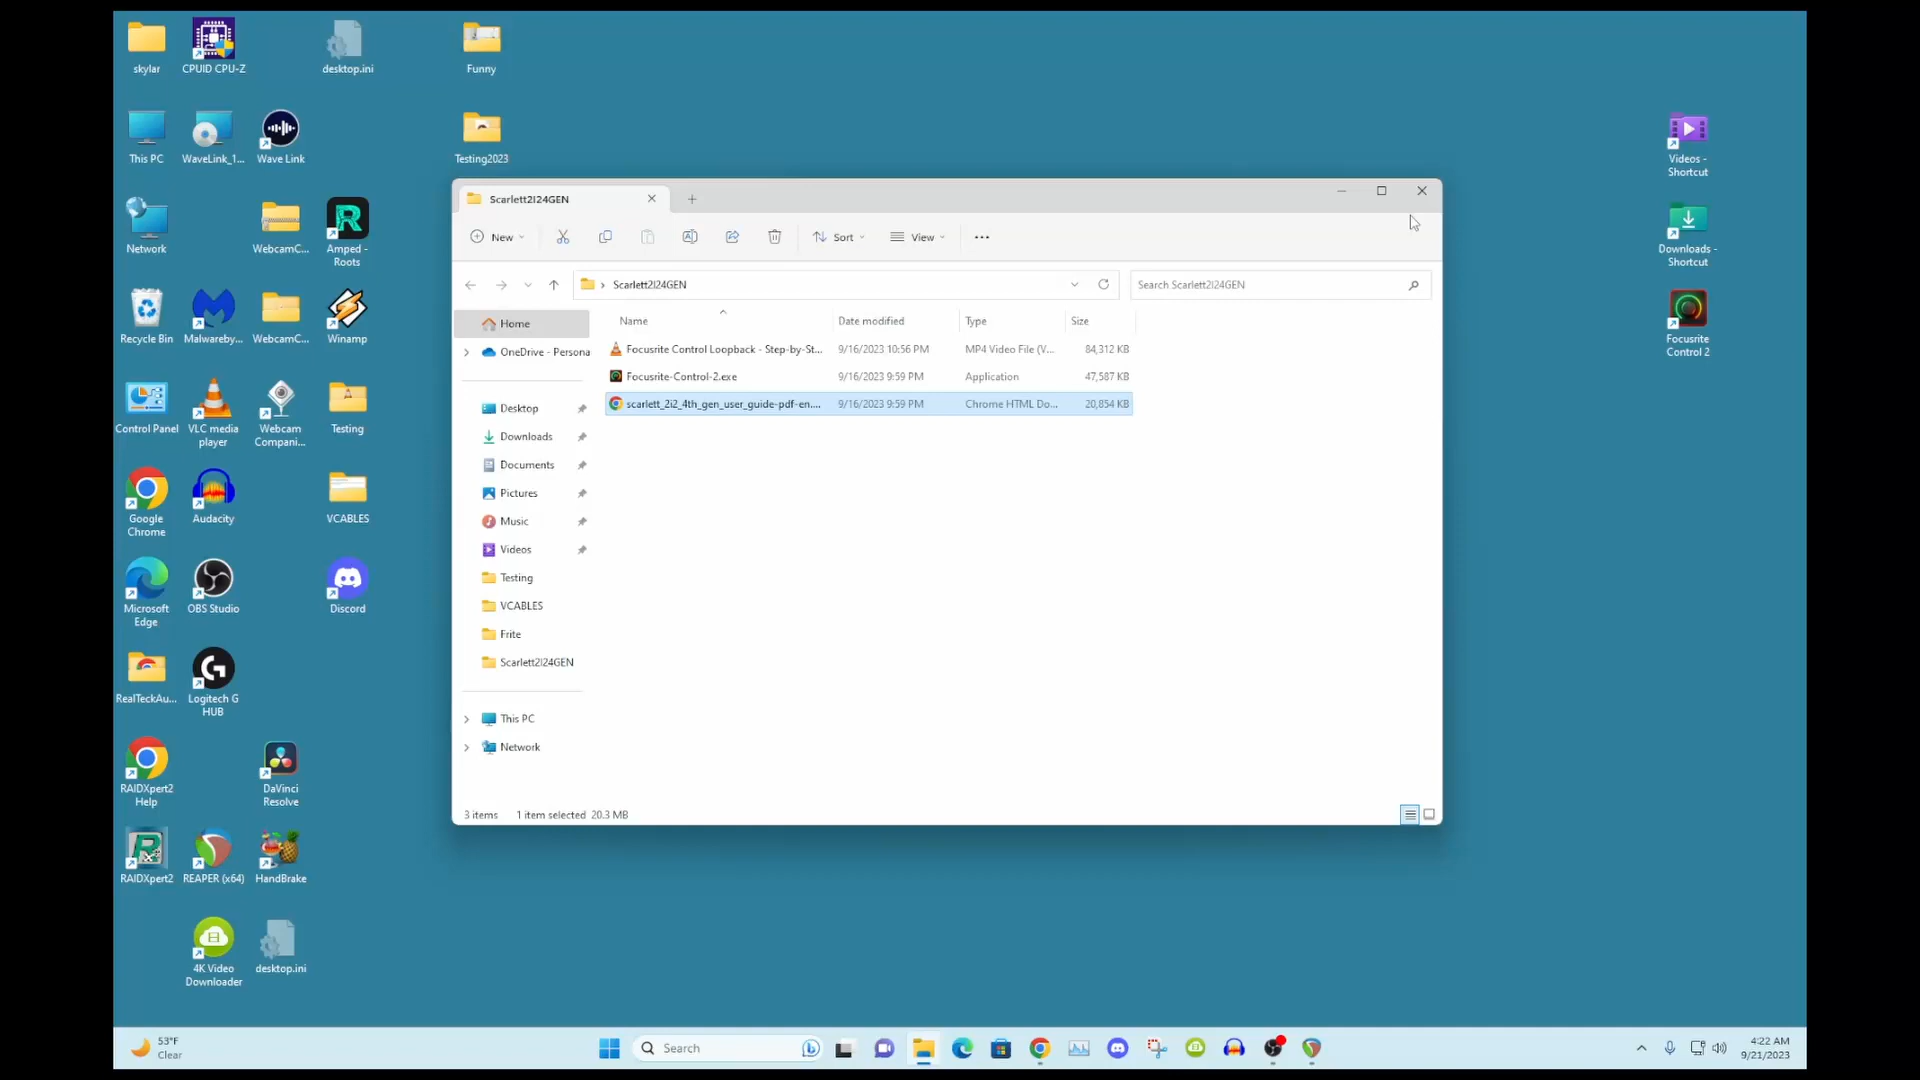 skylar
CPUID CPU-Z
desktop.ini
Funny
This PC
WaveLink_1...
Wave Link
Testing2023
Videos -
Shortcut
Network
WebcamC...
Amped -
Roots
Downloads -
Shortcut
Recycle Bin
Malwareby...
WebcamC...
Winamp
Focusrite
Control 2
Control Panel
VLC media
player
Webcam
Compani...
Testing
Google
Chrome
Audacity
VCABLES
Microsoft
Edge
OBS Studio
Discord
RealTeckAu...
Logitech G
HUB
RAIDXpert2
Help
DaVinci
Resolve
RAIDXpert2
REAPER (x64)
HandBrake
4K Video
Downloader
desktop.ini
Scarlett2I24GEN
New
Sort
View
Scarlett2I24GEN
Search Scarlett2I24GEN
Name
Date modified
Type
Size
Focusrite Control Loopback - Step-by-St... 9/16/2023 10:56 PM MP4 Video File (V... 84,312 KB
Focusrite-Control-2.exe 9/16/2023 9:59 PM Application 47,587 KB
scarlett_2i2_4th_gen_user_guide-pdf-en.... 9/16/2023 9:59 PM Chrome HTML Do... 20,854 KB
Home
OneDrive - Persona
Desktop
Downloads
Documents
Pictures
Music
Videos
Testing
VCABLES
Frite
Scarlett2I24GEN
This PC
Network
3 items 1 item selected 20.3 MB
53°F
Clear
Search
4:22 AM
9/21/2023